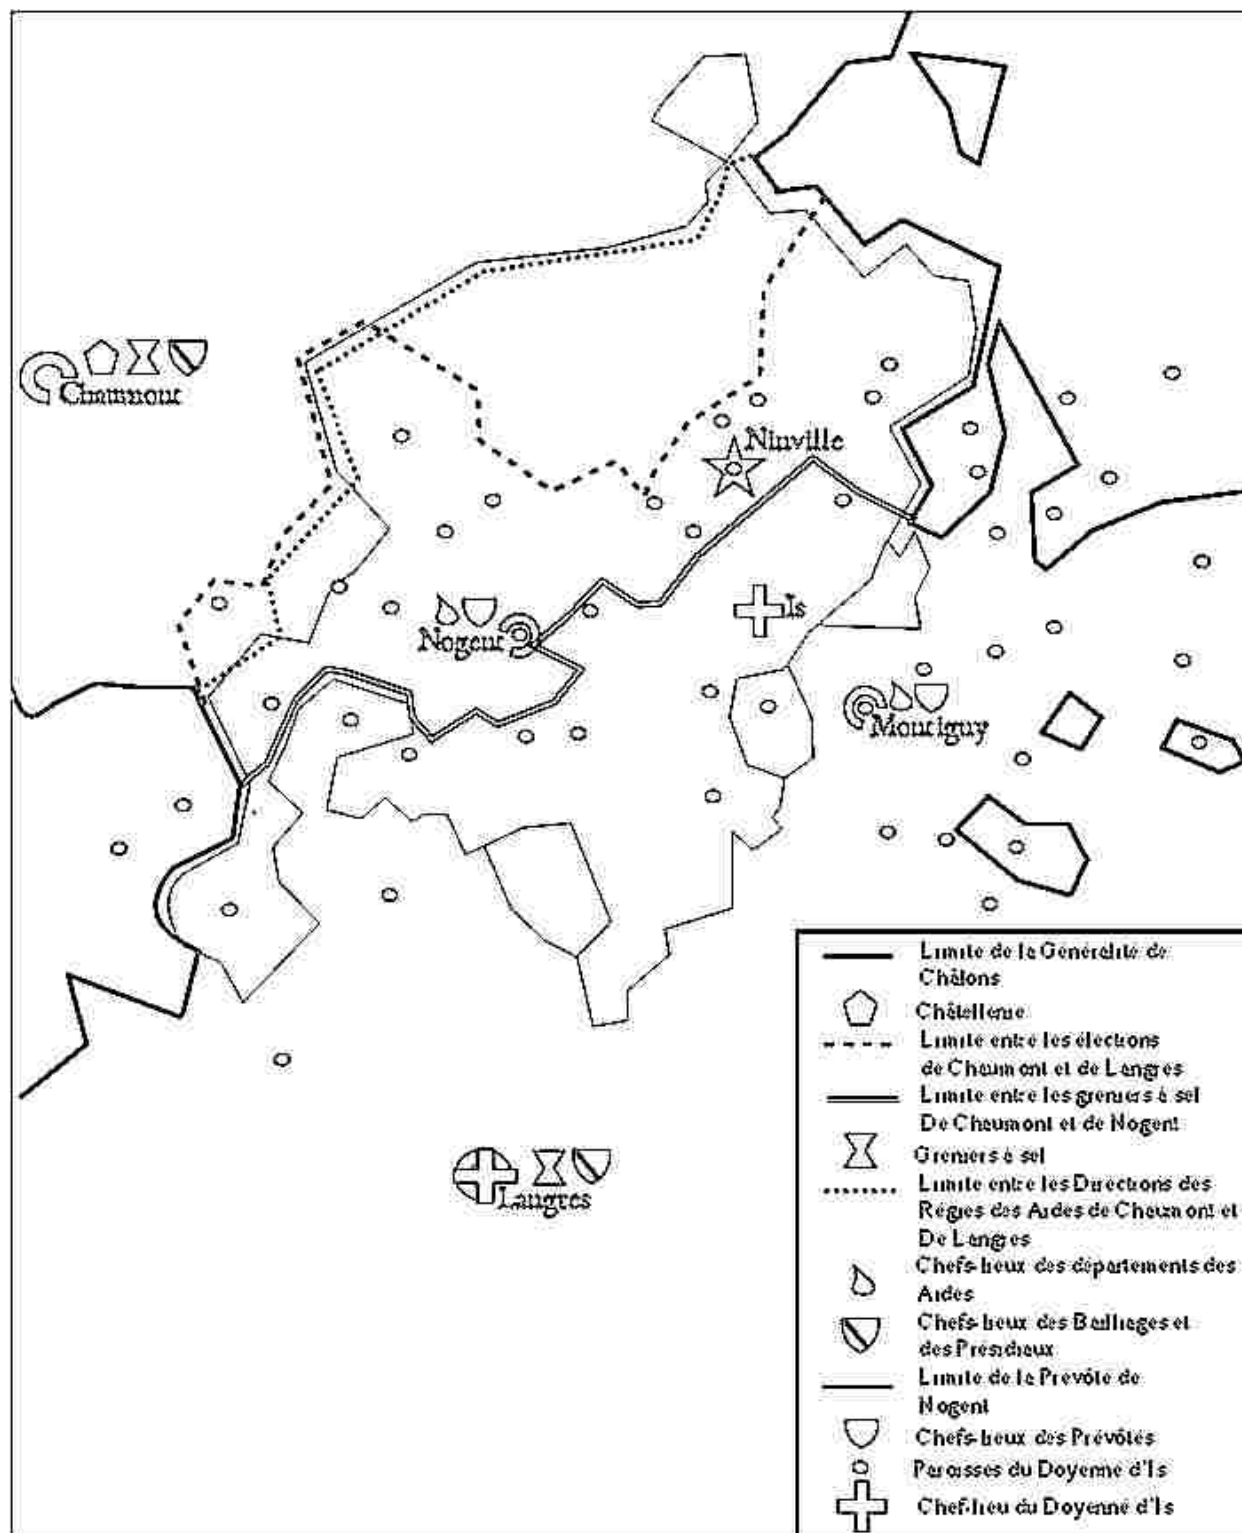 Chaumont
Ninville
Is
Nogent
Montiguy
Langres
Limite de la Généralité de
Châlons
Châtellenie
Limite entre les élections
de Chaumont et de Langres
Limite entre les greniers à sel
De Chaumont et de Nogent
Greniers à sel
Limite entre les Directions des
Régies des Aides de Chaumont et
De Langres
Chefs-lieux des départements des
Aides
Chefs-lieux des Bailliages et
des Présidiaux
Limite de la Prévôté de
Nogent
Chefs-lieux des Prévôtés
Paroisses du Doyenné d'Is
Chef-lieu du Doyenné d'Is